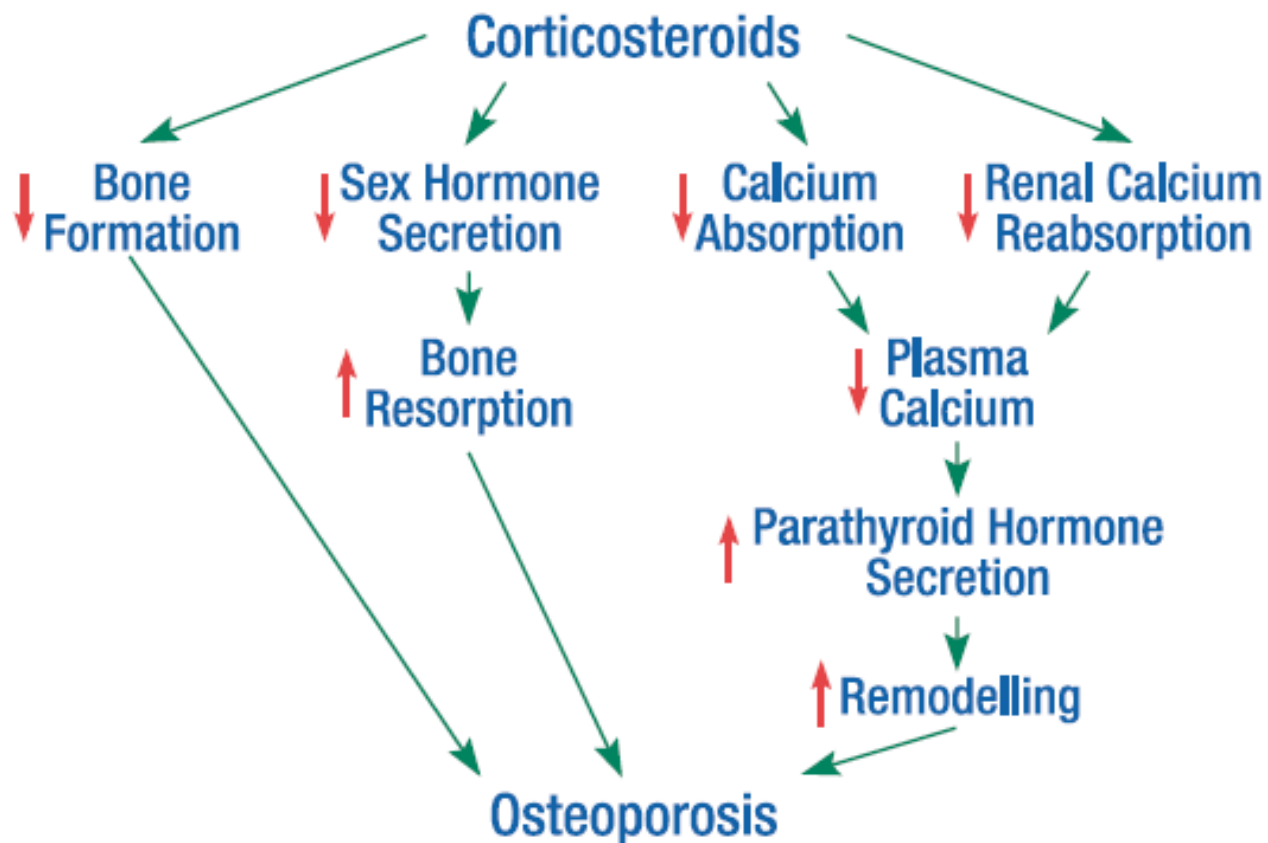 Corticosteroids
Bone
Formation
Sex Hormone
Secretion
Calcium
Absorption
Renal Calcium
Reabsorption
Bone
Resorption
Plasma
Calcium
Parathyroid Hormone
Secretion
Remodelling
Osteoporosis